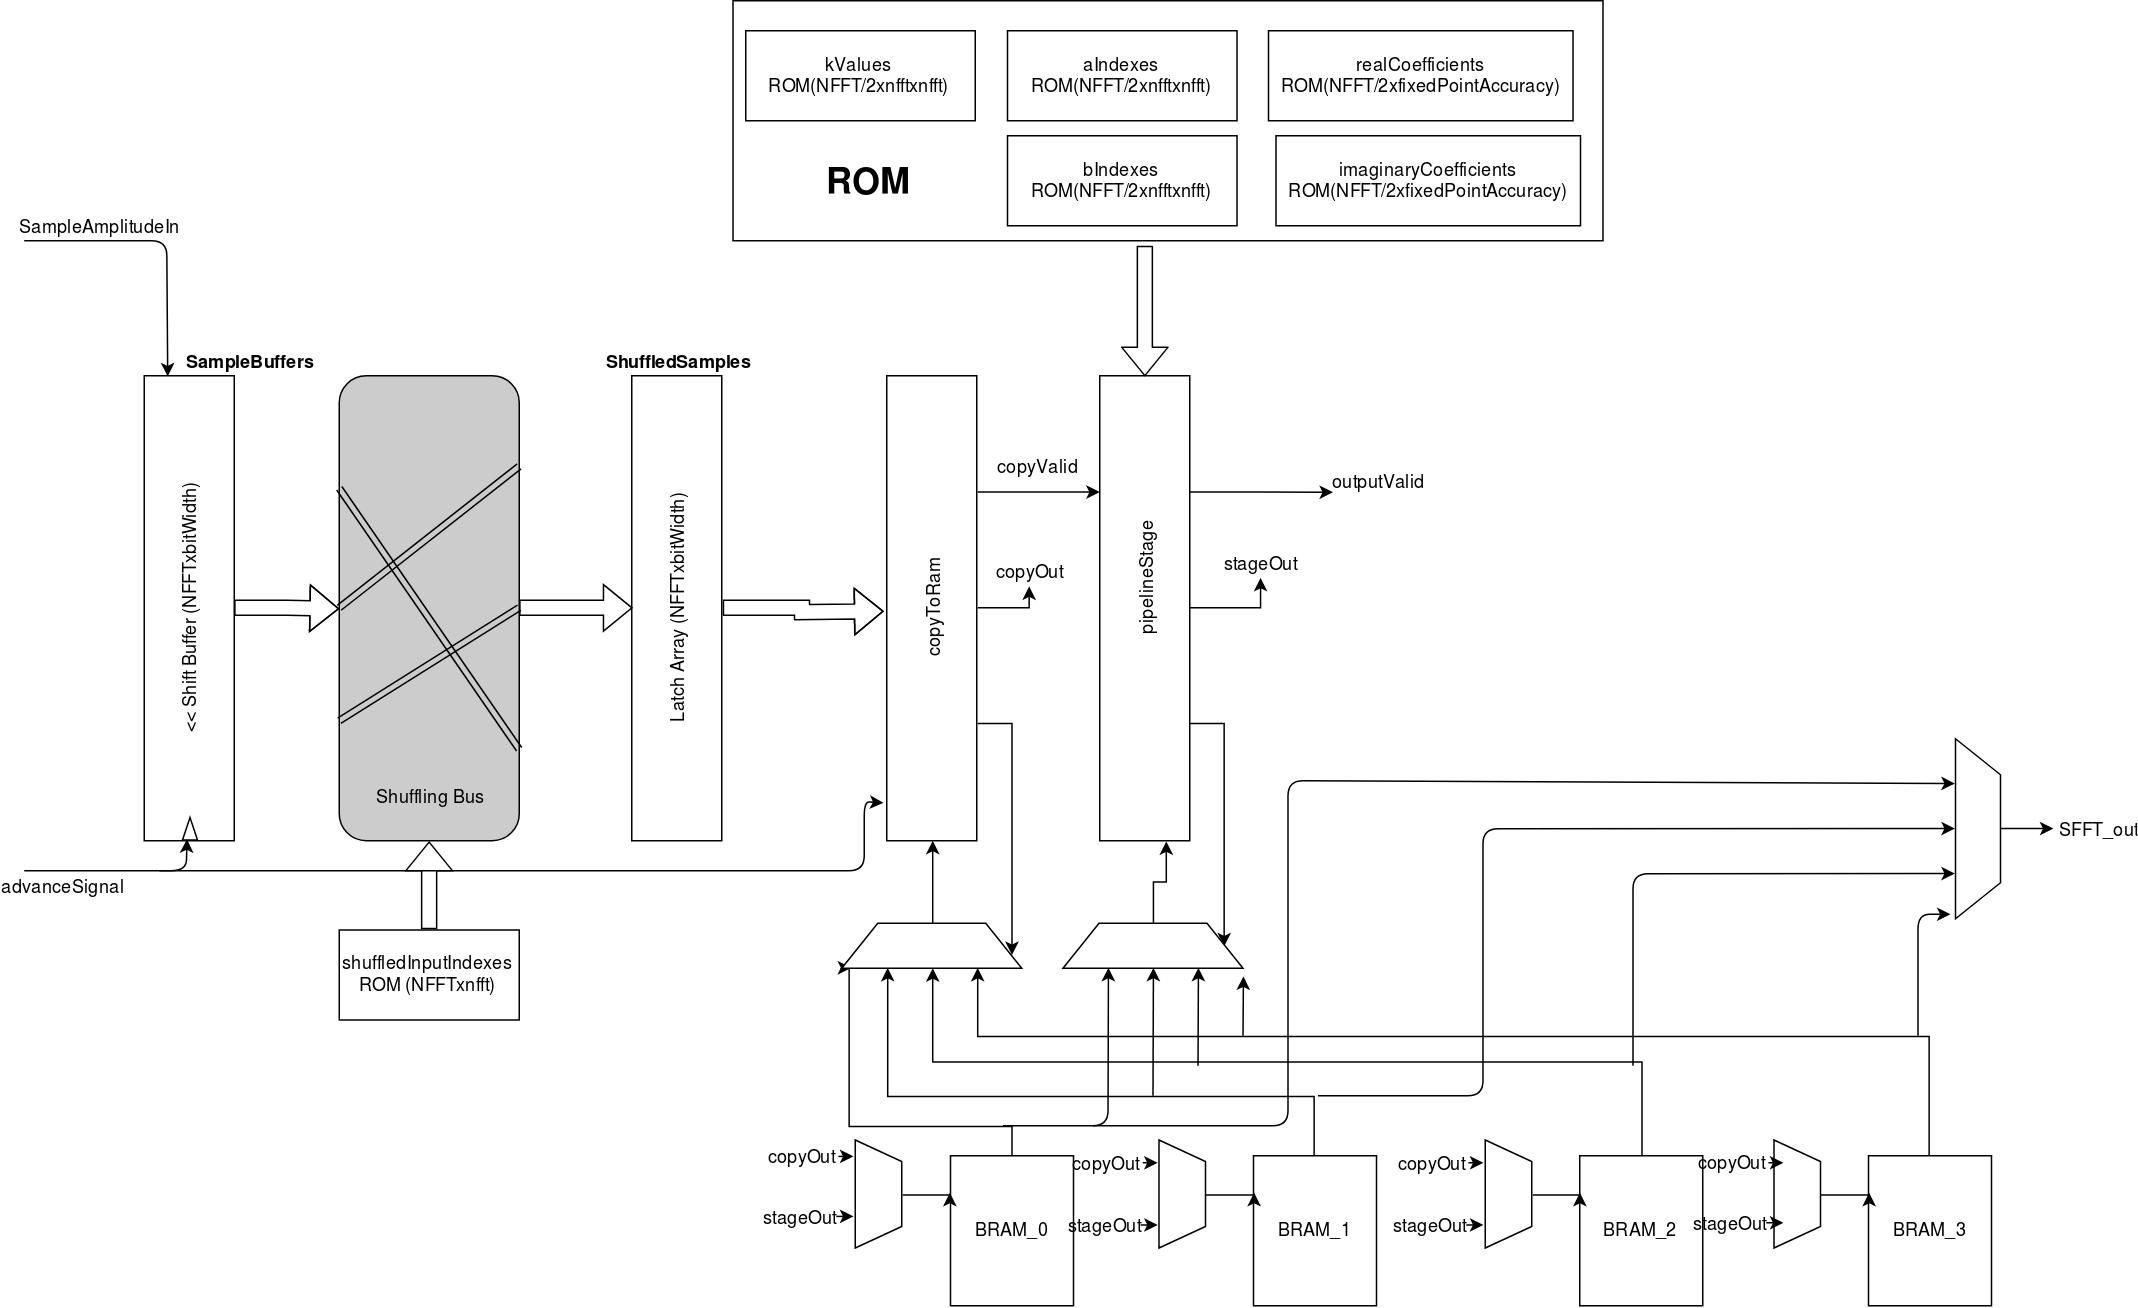 kValues
ROM(NFFT/2xnfftxnfft)
aIndexes
ROM(NFFT/2xnfftxnfft)
realCoefficients
ROM(NFFT/2xfixedPointAccuracy)
ROM
bIndexes
ROM(NFFT/2xnfftxnfft)
imaginaryCoefficients
ROM(NFFT/2xfixedPointAccuracy)
SampleAmplitudeIn
SampleBuffers
ShuffledSamples
<< Shift Buffer (NFFTxbitWidth)
Shuffling Bus
Latch Array (NFFTxbitWidth)
copyToRam
copyValid
copyOut
pipelineStage
outputValid
stageOut
SFFT_out
advanceSignal
shuffledInputIndexes
ROM (NFFTxnfft)
copyOut
stageOut
BRAM_0
copyOut
stageOut
BRAM_1
copyOut
stageOut
BRAM_2
copyOut
stageOut
BRAM_3